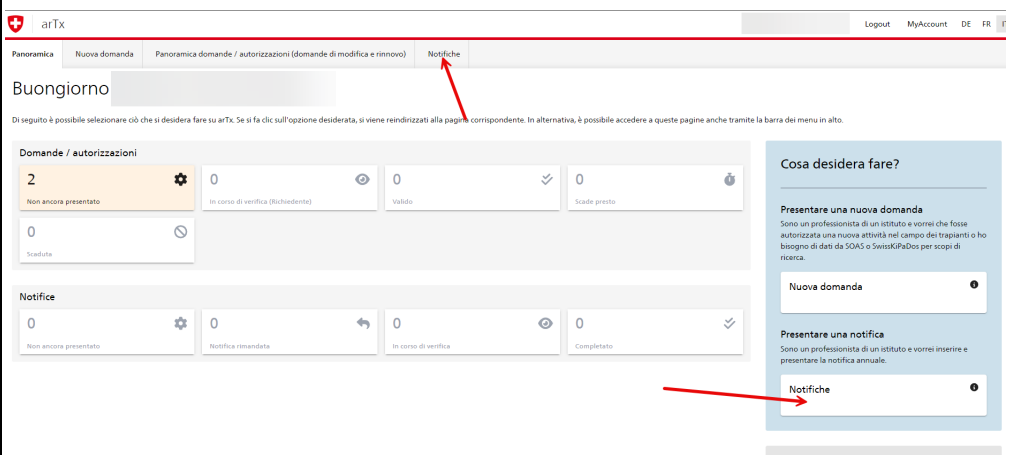 arTx
Logout MyAccount DE FR
Panoramica Nuova domanda Panoramica domande / autorizzazioni (domande di modifica e rinnovo) Notifiche
Buongiorno
Di seguito è possibile selezionare ciò che si desidera fare su arTx. Se si fa clic sull'opzione desiderata, si viene reindirizzati alla pagina corrispondente. In alternativa, è possibile accedere a queste pagine anche tramite la barra dei menu in alto.
Domande / autorizzazioni
2
Non ancora presentato
0
In corso di verifica (Richiedente)
0
Valido
0
Scade presto
0
Scaduta
Notifice
0
Non ancora presentato
0
Notifica rimandata
0
In corso di verifica
0
Completato
Cosa desidera fare?
Presentare una nuova domanda
Sono un professionista di un istituto e vorrei che fosse
autorizzata una nuova attività nel campo dei trapianti o ho
bisogno di dati da SOAS o SwissKiPaDos per scopi di
ricerca.
Nuova domanda
Presentare una notifica
Sono un professionista di un istituto e vorrei inserire e
presentare la notifica annuale.
Notifiche